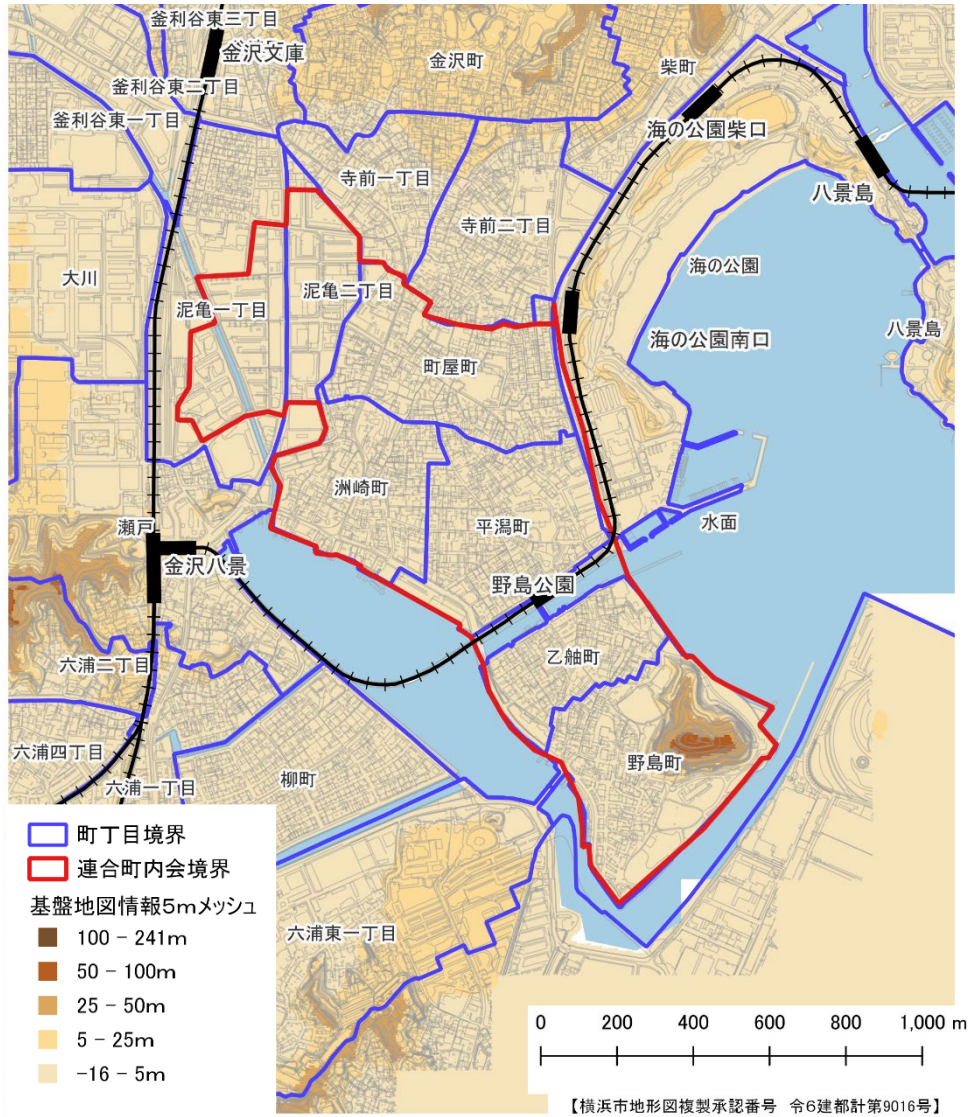 釜利谷東三丁目
金沢文庫
金沢町
柴町
釜利谷東二丁目
釜利谷東一丁目
海の公園柴口
寺前一丁目
八景島
寺前二丁目
大川
海の公園
泥亀一丁目
泥亀二丁目
海の公園南口
八景島
町屋町
洲崎町
平潟町
水面
瀬戸
金沢八景
野島公園
乙舳町
六浦二丁目
野島町
六浦四丁目
柳町
六浦一丁目
町丁目境界
連合町内会境界
基盤地図情報5mメッシュ
100 - 241m
50 - 100m
25 - 50m
5 - 25m
-16 - 5m
六浦東一丁目
0 200 400 600 800 1,000 m
【横浜市地形図複製承認番号 令6建都計第9016号】